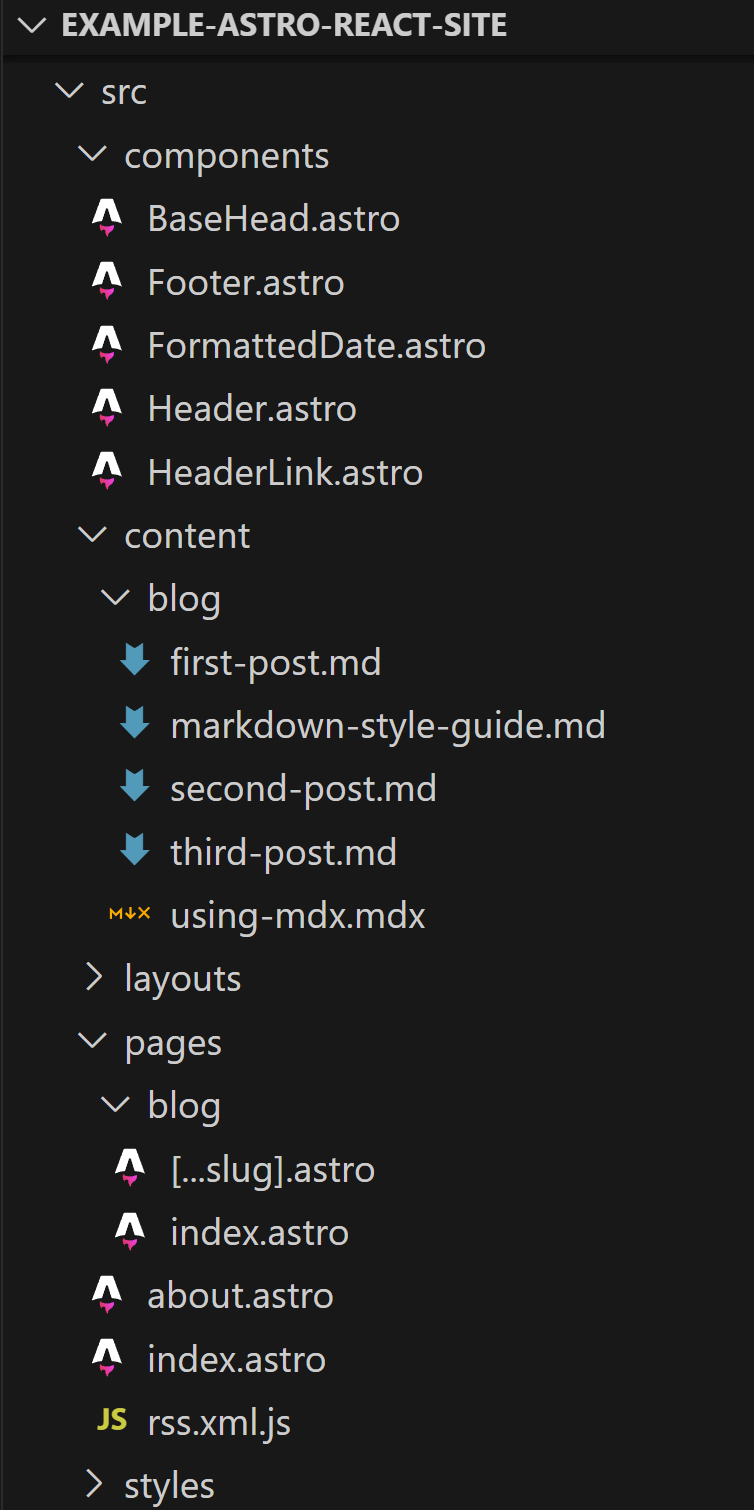 EXAMPLE-ASTRO-REACT-SITE
src
components
BaseHead.astro
Footer.astro
FormattedDate.astro
Header.astro
HeaderLink.astro
content
blog
first-post.md
markdown-style-guide.md
second-post.md
third-post.md
M↓X using-mdx.mdx
layouts
pages
blog
[...slug].astro
index.astro
about.astro
index.astro
JS rss.xml.js
styles